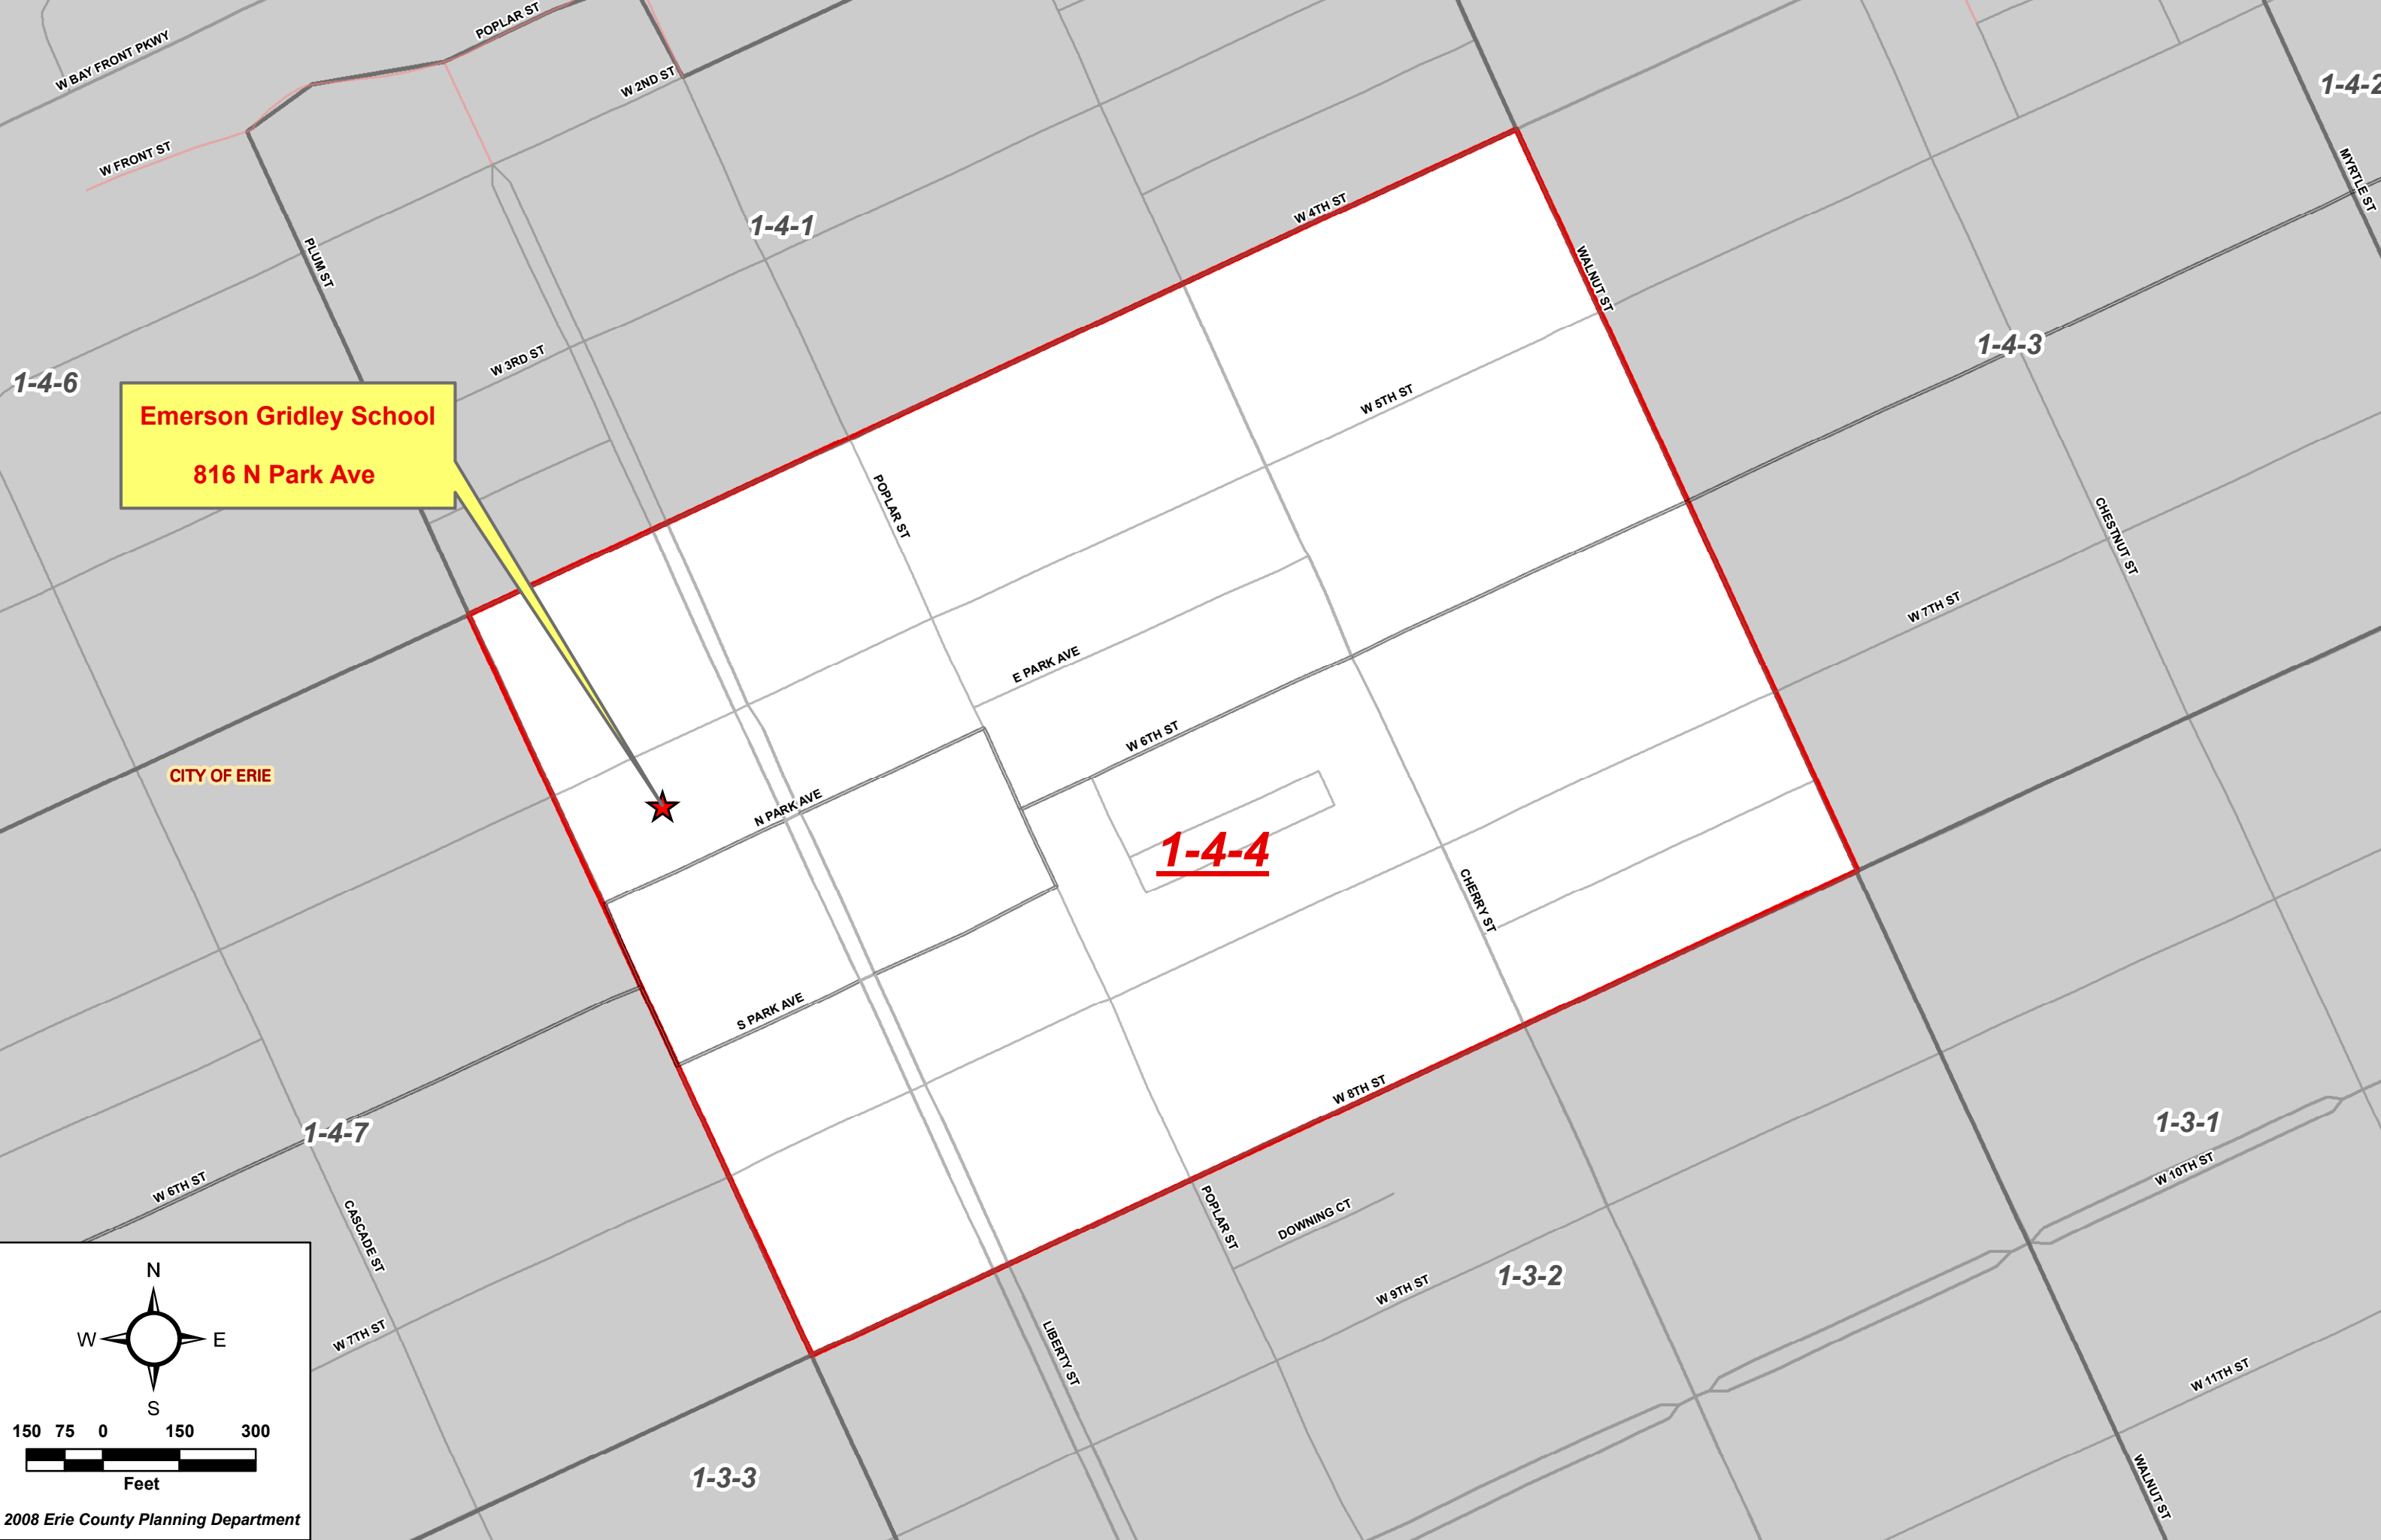 POPLAR ST
W BAY FRONT PKWY
W 2ND ST
1-4-2
W FRONT ST
MYRTLE ST
W 4TH ST
1-4-1
PLUM ST
WALNUT ST
1-4-3
W 3RD ST
1-4-6
Emerson Gridley School
816 N Park Ave
W 5TH ST
POPLAR ST
CHESTNUT ST
W 7TH ST
E PARK AVE
W 6TH ST
CITY OF ERIE
N PARK AVE
1-4-4
CHERRY ST
S PARK AVE
W 8TH ST
1-4-7
1-3-1
W 10TH ST
W 6TH ST
CASCADE ST
POPLAR ST
DOWNING CT
1-3-2
W 9TH ST
W 7TH ST
LIBERTY ST
W 11TH ST
1-3-3
WALNUT ST
N
W E
S
150 75 0 150 300
Feet
2008 Erie County Planning Department